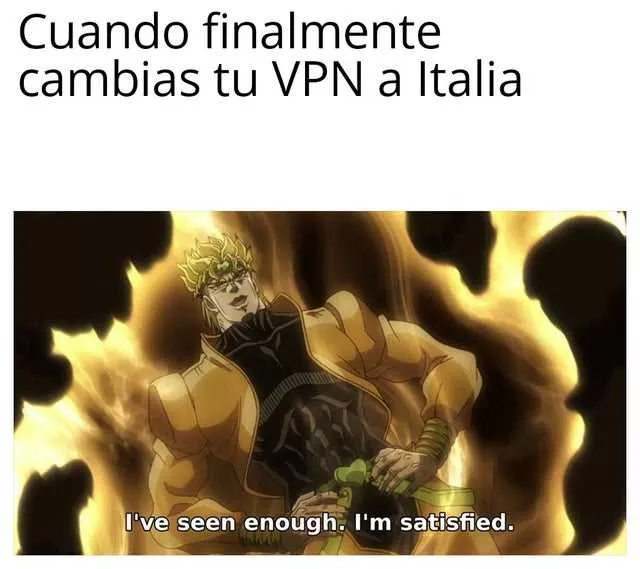 Cuando finalmente
cambias tu VPN a Italia
I've seen enough. I'm satisfied.